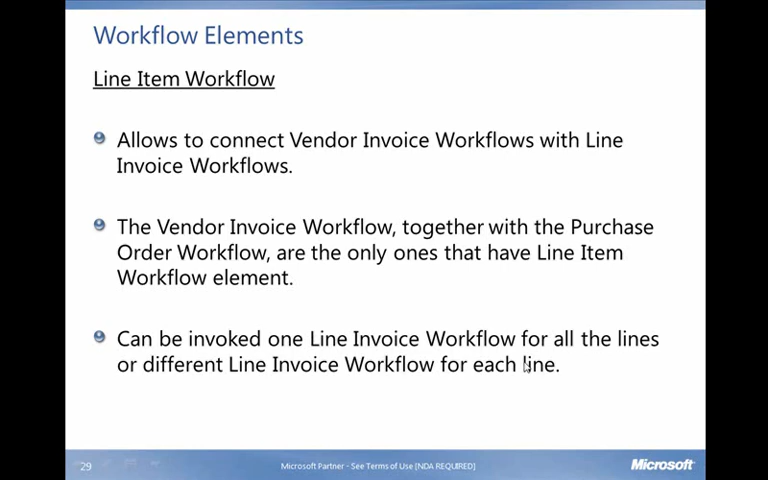 Workflow Elements
Line Item Workflow
Allows to connect Vendor Invoice Workflows with Line
Invoice Workflows.
The Vendor Invoice Workflow, together with the Purchase
Order Workflow, are the only ones that have Line Item
Workflow element.
Can be invoked one Line Invoice Workflow for all the lines
or different Line Invoice Workflow for each line.
29
Microsoft Partner - See Terms of Use [NDA REQUIRED]
Microsoft